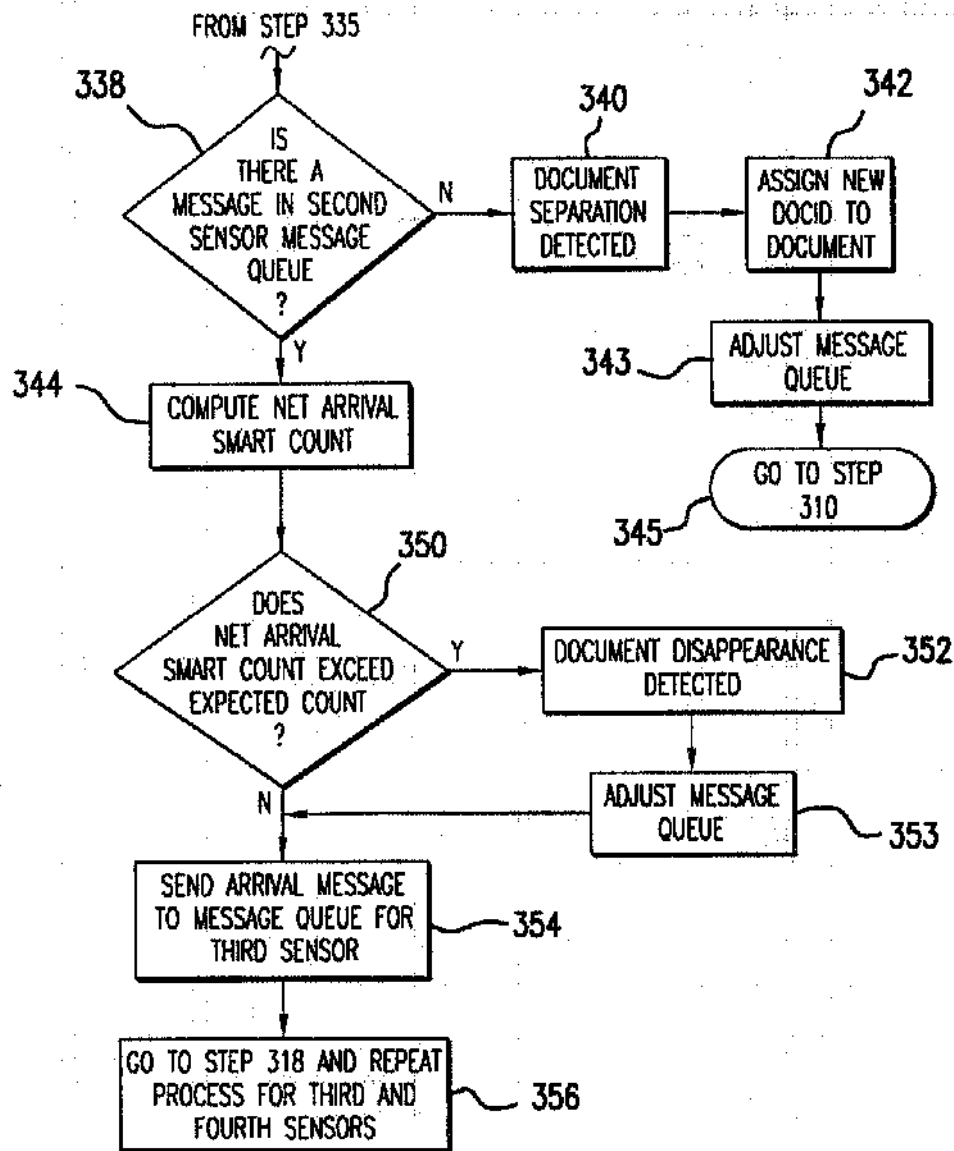 FROM STEP 335
338
IS
THERE A
MESSAGE IN SECOND
SENSOR MESSAGE
QUEUE
?
N
Y
340
DOCUMENT
SEPARATION
DETECTED
342
ASSIGN NEW
DOCID TO
DOCUMENT
343
ADJUST MESSAGE
QUEUE
345
GO TO STEP
310
344
COMPUTE NET ARRIVAL
SMART COUNT
350
DOES
NET ARRIVAL
SMART COUNT EXCEED
EXPECTED COUNT
?
Y
N
DOCUMENT DISAPPEARANCE
DETECTED
352
ADJUST MESSAGE
QUEUE
353
SEND ARRIVAL MESSAGE
TO MESSAGE QUEUE FOR
THIRD SENSOR
354
GO TO STEP 318 AND REPEAT
PROCESS FOR THIRD AND
FOURTH SENSORS
356